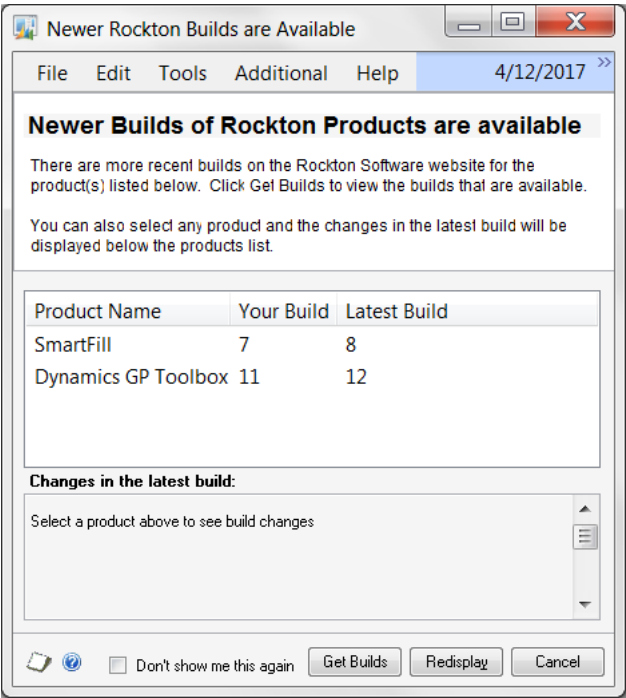 Newer Rockton Builds are Available
File Edit Tools Additional Help 4/12/2017 »
Newer Builds of Rockton Products are available
There are more recent builds on the Rockton Software website for the
product(s) listed below. Click Get Builds to view the builds that are available.
You can also select any product and the changes in the latest build will be
displayed below the products list.
Product Name Your Build Latest Build
SmartFill 7 8
Dynamics GP Toolbox 11 12
Changes in the latest build:
Select a product above to see build changes
Don't show me this again Get Builds Redisplay Cancel